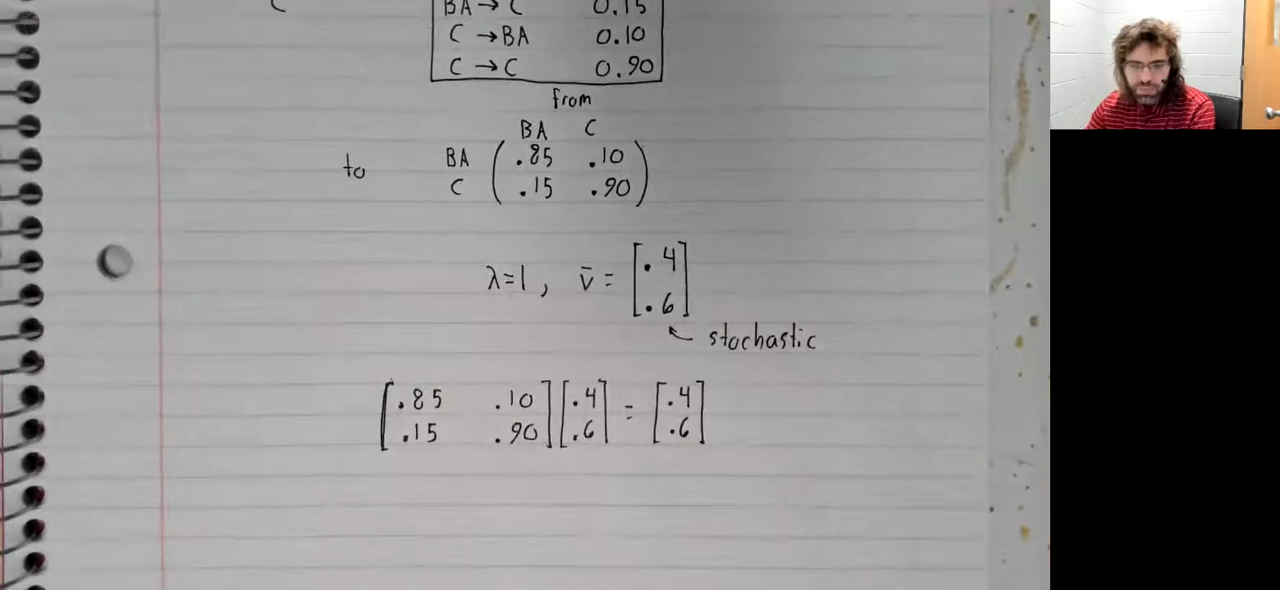 BA → C 0.15
C → BA 0.10
C → C 0.90
from
BA C
to BA .85 .10
C .15 .90
λ=1, v̄ = [.4 .6]
stochastic
[.85 .10] [.4] = [.4]
[.15 .90] [.6] [.6]